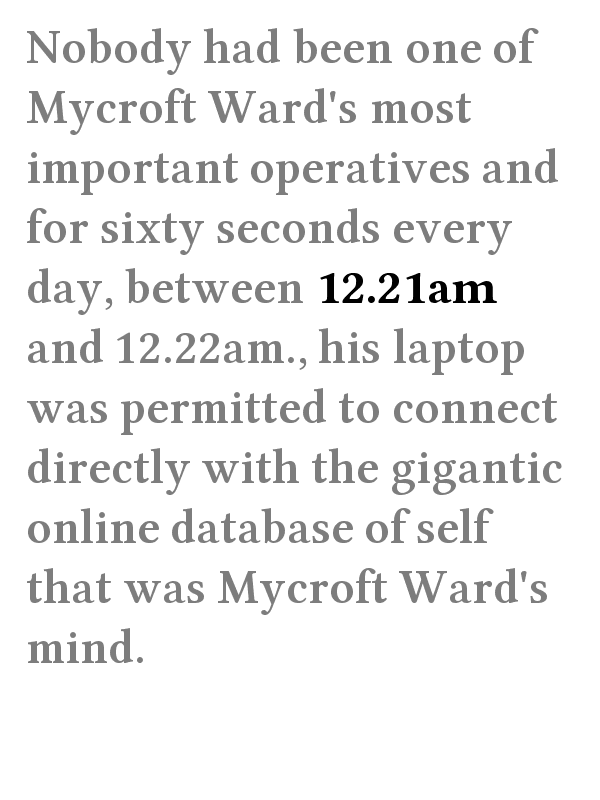 Nobody had been one of
Mycroft Ward's most
important operatives and
for sixty seconds every
day, between 12.21am
and 12.22am., his laptop
was permitted to connect
directly with the gigantic
online database of self
that was Mycroft Ward's
mind.